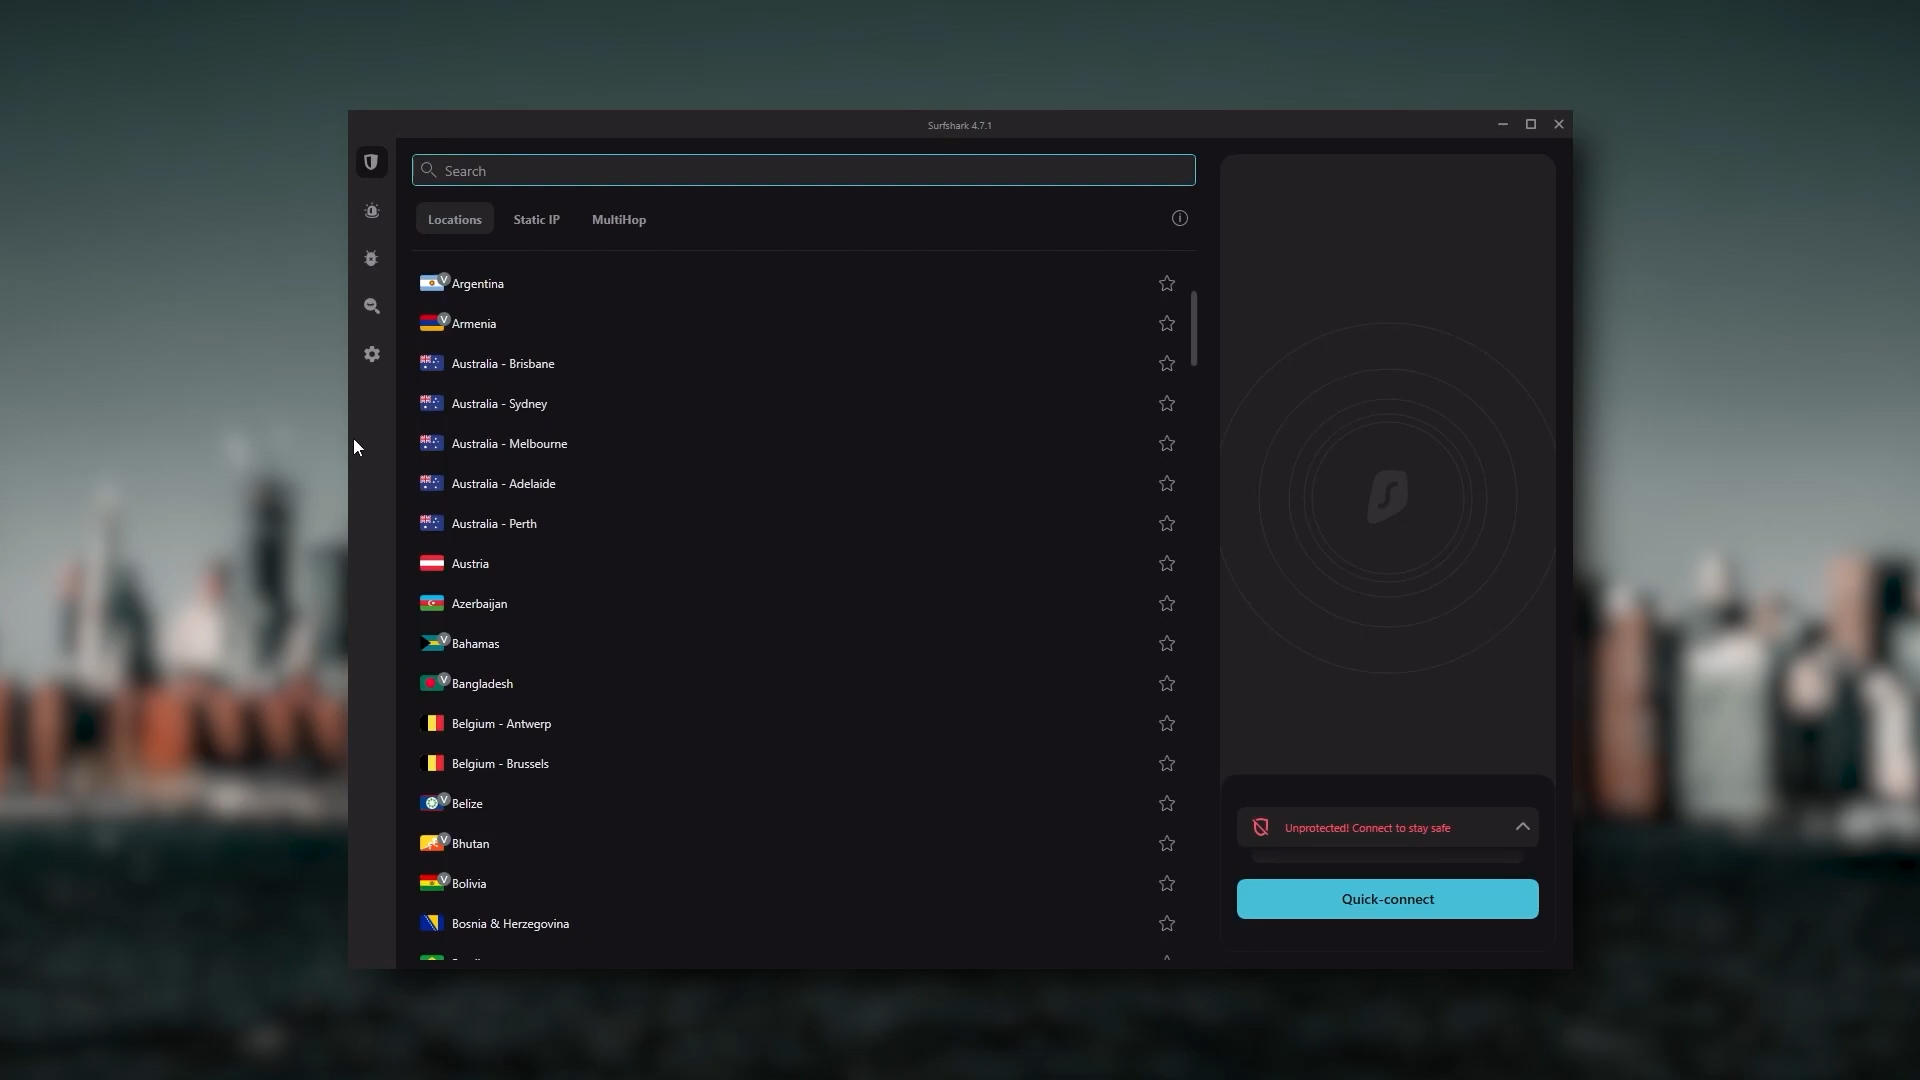 Surfshark 4.7.1
Search
Locations
Static IP
MultiHop
V Argentina
V Armenia
Australia - Brisbane
Australia - Sydney
Australia - Melbourne
Australia - Adelaide
Australia - Perth
Austria
Azerbaijan
V Bahamas
V Bangladesh
Belgium - Antwerp
Belgium - Brussels
V Belize
V Bhutan
V Bolivia
Bosnia & Herzegovina
Unprotected! Connect to stay safe
Quick-connect